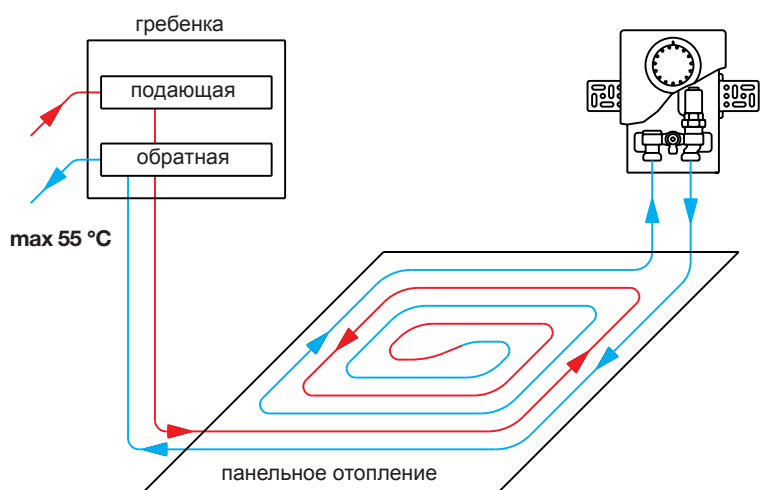 гребенка
подающая
обратная
max 55 °C
панельное отопление